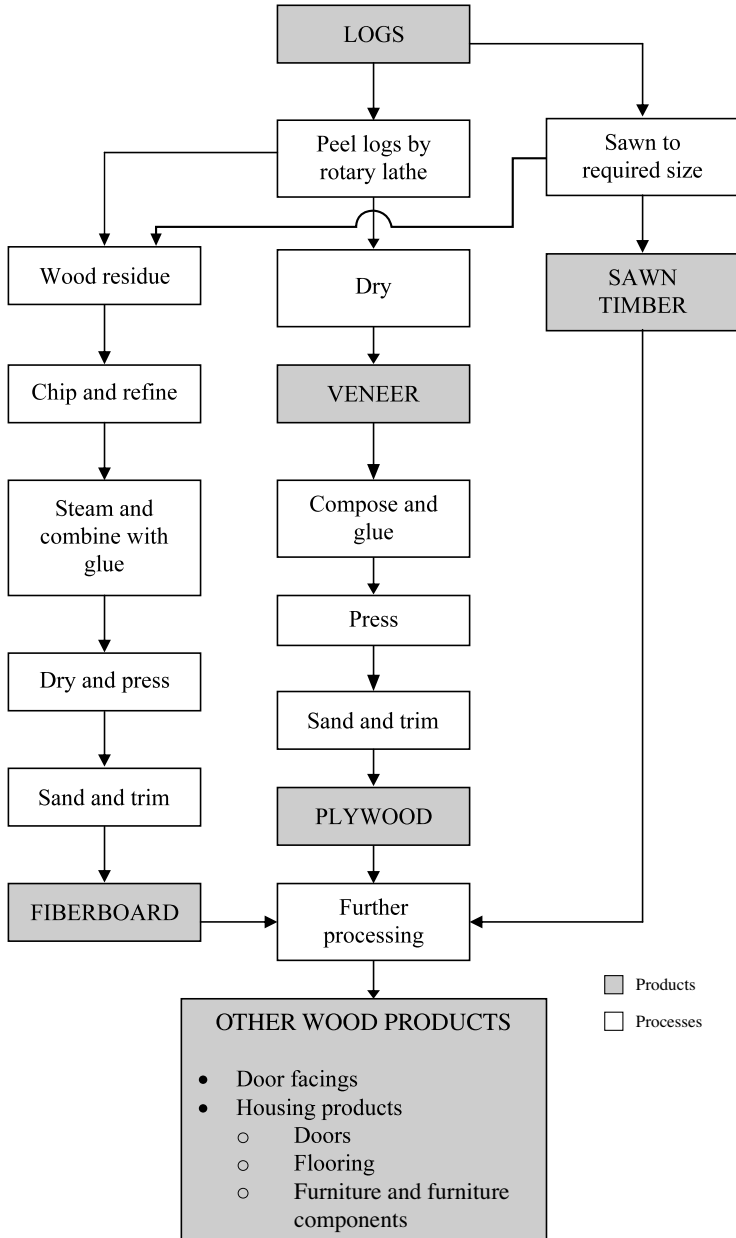 LOGS
Peel logs by
rotary lathe
Sawn to
required size
Wood residue
Dry
SAWN
TIMBER
Chip and refine
VENEER
Steam and
combine with
glue
Compose and
glue
Press
Dry and press
Sand and trim
Sand and trim
PLYWOOD
FIBERBOARD
Further
processing
Products
Processes
OTHER WOOD PRODUCTS
• Door facings
• Housing products
o Doors
o Flooring
o Furniture and furniture
components